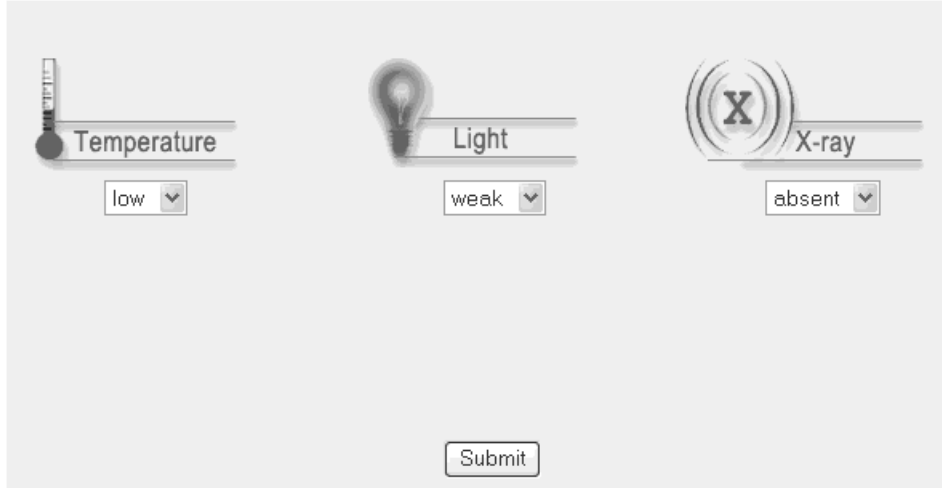 Temperature
Light
X
X-ray
low
weak
absent
Submit